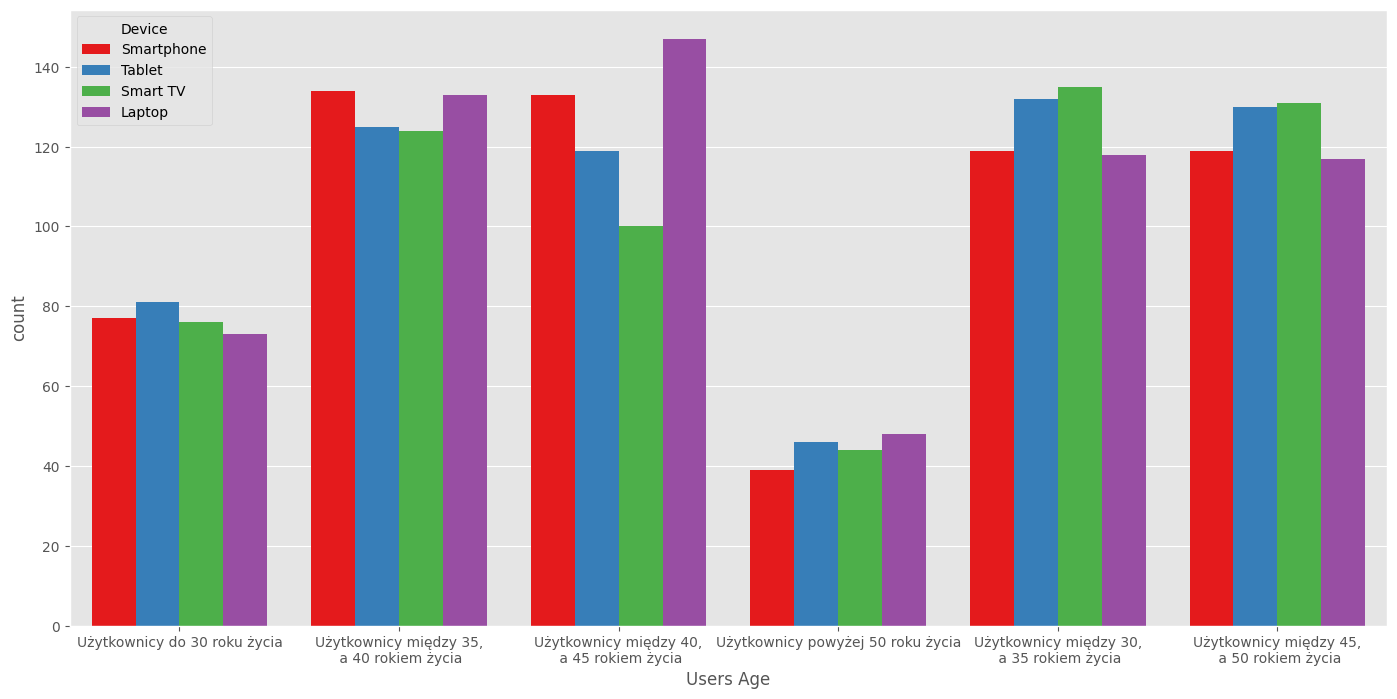 Device
Smartphone
Tablet
Smart TV
Laptop
count
140
120
100
80
60
40
20
0
Użytkownicy do 30 roku życia
Użytkownicy między 35,
a 40 rokiem życia
Użytkownicy między 40,
a 45 rokiem życia
Użytkownicy powyżej 50 roku życia
Użytkownicy między 30,
a 35 rokiem życia
Użytkownicy między 45,
a 50 rokiem życia
Users Age